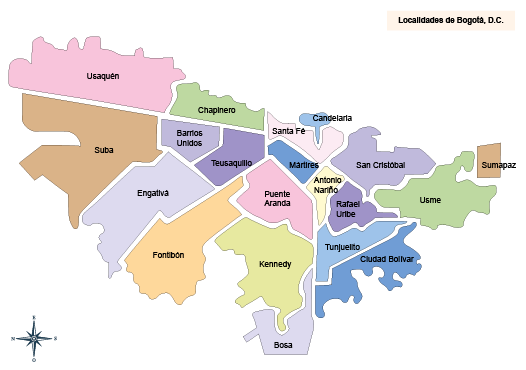 Localidades de Bogotá, D.C.
Usaquén
Chapinero
Candelaria
Santa Fé
Barrios
Unidos
Suba
Teusaquillo
Mártires
San Cristóbal
Sumapaz
Antonio
Nariño
Engativá
Puente
Aranda
Rafael
Uribe
Usme
Fontibón
Tunjuelito
Kennedy
Ciudad Bolívar
Bosa
E
N
S
O